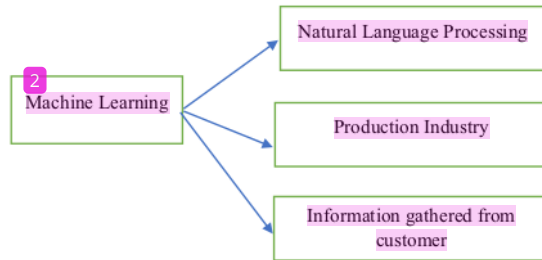 Natural Language Processing
2
Machine Learning
Production Industry
Information gathered from
customer